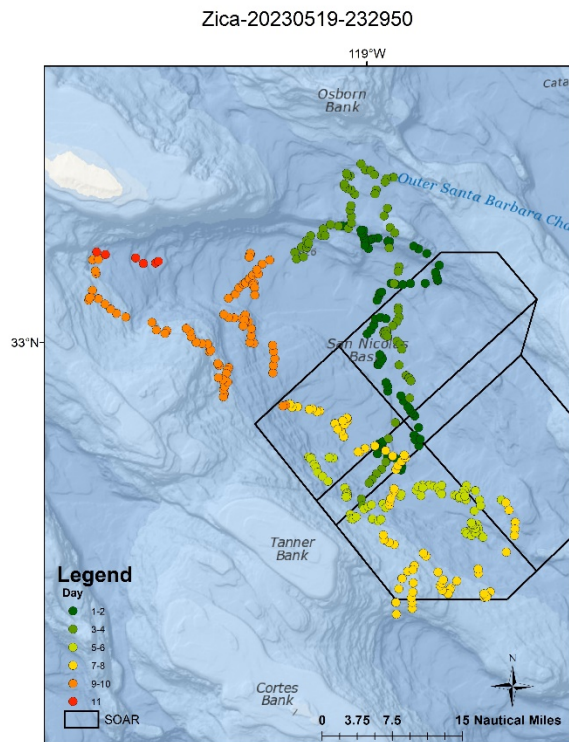 Zica-20230519-232950
119°W
Osborn
Bank
Cata
Outer Santa Barbara Cha
33°N
San Nicolas
Bas
Tanner
Bank
Cortes
Bank
Legend
Day
1-2
3-4
5-6
7-8
9-10
11
SOAR
N
0 3.75 7.5 15 Nautical Miles